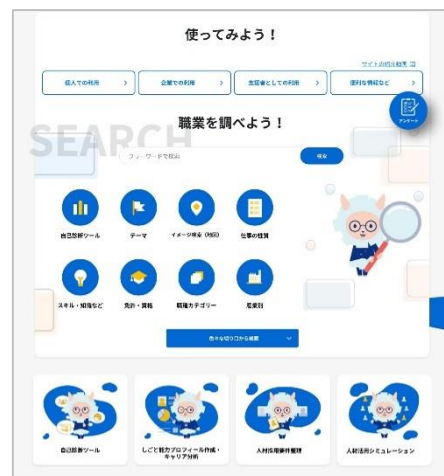 使ってみよう！
サイトの紹介動画
個人での利用
企業での利用
支援者としての利用
便利な情報など
アンケート
SEARCH
職業を調べよう！
フリーワードで検索
検索
自己診断ツール
テーマ
イメージ検索（地図）
仕事の性質
スキル・知識など
免許・資格
職種カテゴリー
産業別
色々な切り口から検索
自己診断ツール
しごと能力プロフィール作成・
キャリア分析
人材採用要件整理
人材活用シミュレーション